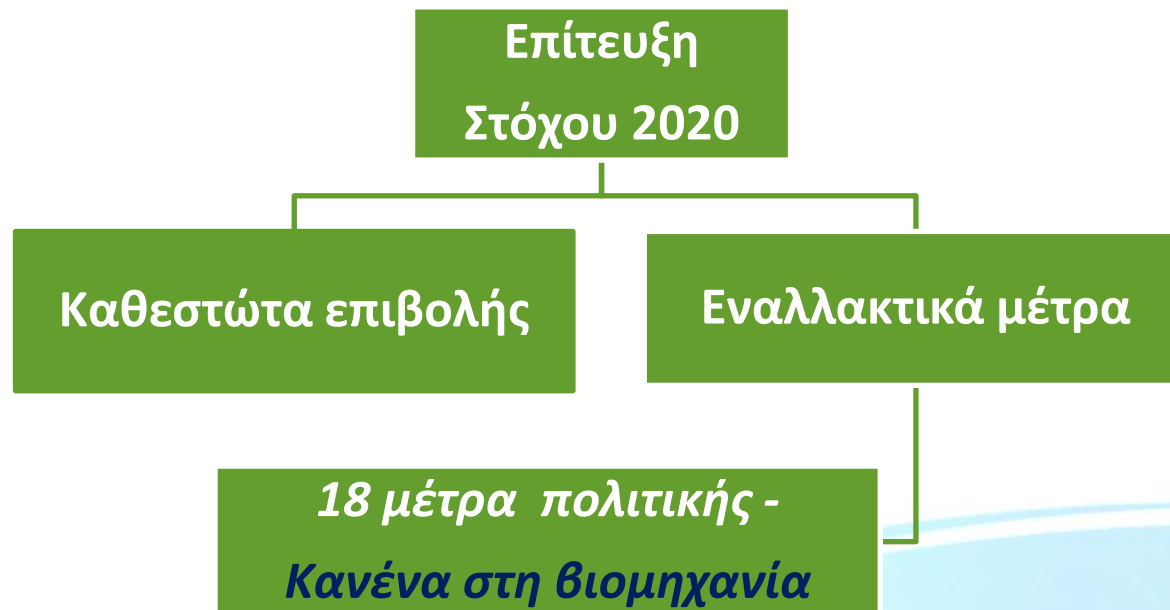 Επίτευξη
Στόχου 2020
Καθεστώτα επιβολής
Εναλλακτικά μέτρα
18 μέτρα πολιτικής -
Κανένα στη βιομηχανία